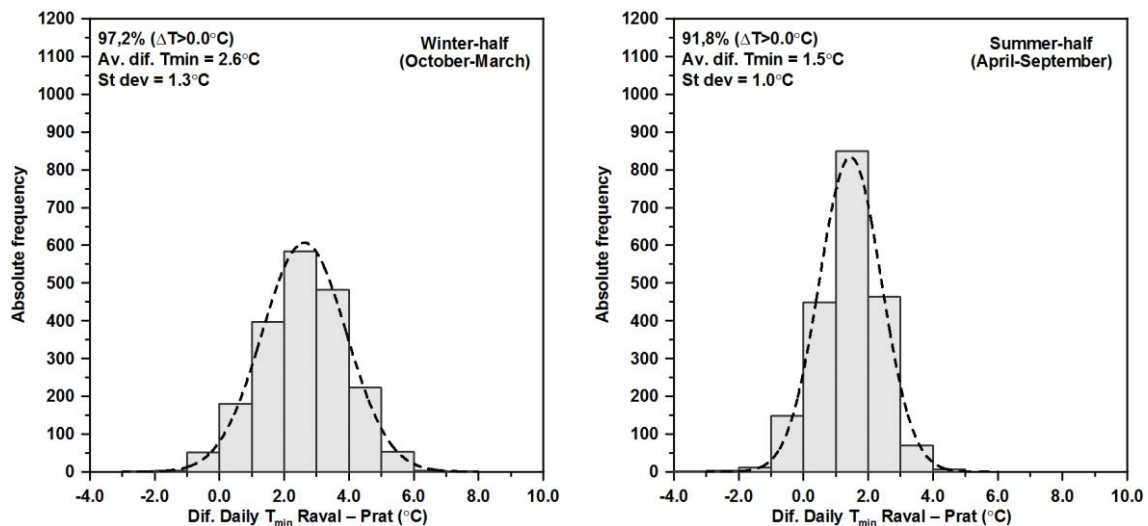 97,2% (ΔT>0.0°C)
Av. dif. Tmin = 2.6°C
St dev = 1.3°C
Winter-half
(October-March)
Absolute frequency
1200
1100
1000
900
800
700
600
500
400
300
200
100
0
-4.0 -2.0 0.0 2.0 4.0 6.0 8.0 10.0
Dif. Daily Tmin Raval – Prat (°C)
91,8% (ΔT>0.0°C)
Av. dif. Tmin = 1.5°C
St dev = 1.0°C
Summer-half
(April-September)
Absolute frequency
1200
1100
1000
900
800
700
600
500
400
300
200
100
0
-4.0 -2.0 0.0 2.0 4.0 6.0 8.0 10.0
Dif. Daily Tmin Raval – Prat (°C)